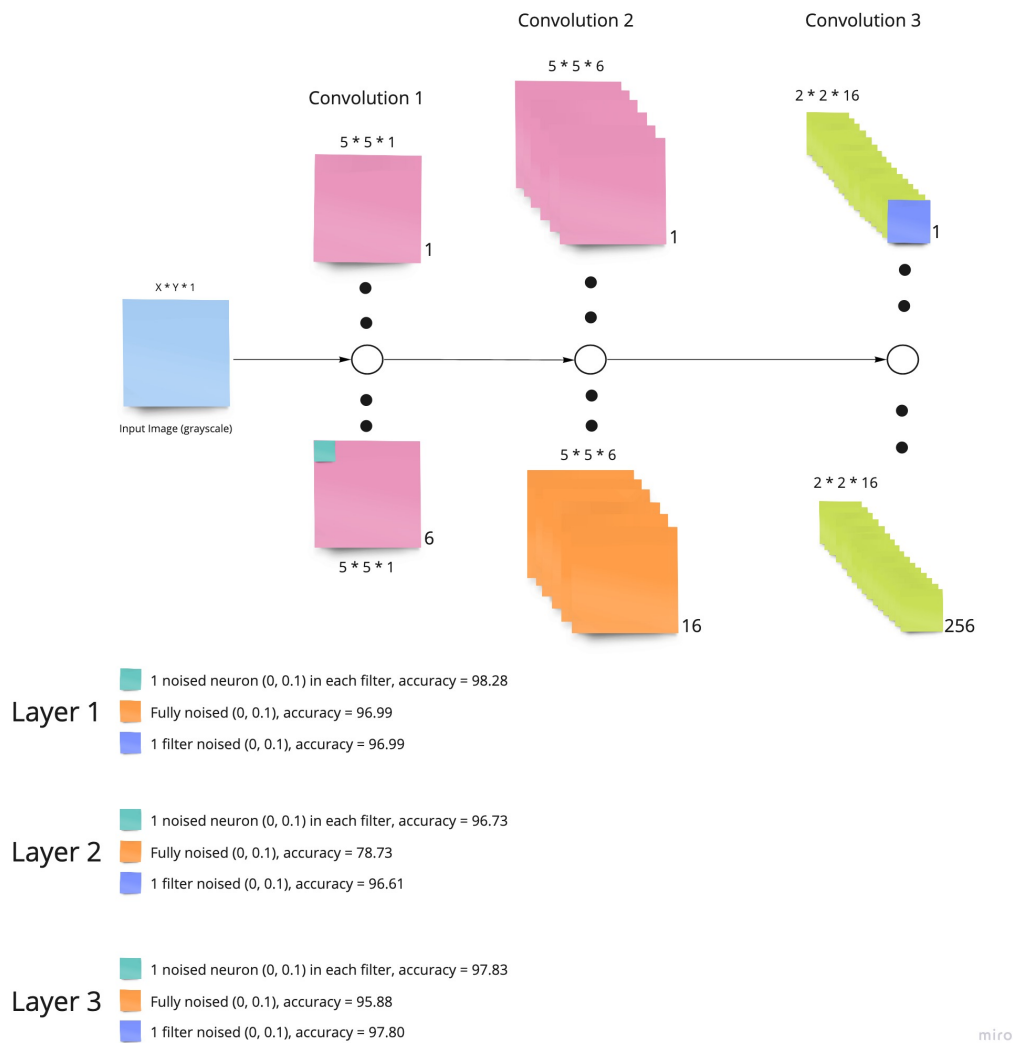 Convolution 2
Convolution 3
5 * 5 * 6
2 * 2 * 16
Convolution 1
5 * 5 * 1
1
1
1
X * Y * 1
Input Image (grayscale)
5 * 5 * 6
2 * 2 * 16
6
5 * 5 * 1
16
256
Layer 1
1 noised neuron (0, 0.1) in each filter, accuracy = 98.28
Fully noised (0, 0.1), accuracy = 96.99
1 filter noised (0, 0.1), accuracy = 96.99
Layer 2
1 noised neuron (0, 0.1) in each filter, accuracy = 96.73
Fully noised (0, 0.1), accuracy = 78.73
1 filter noised (0, 0.1), accuracy = 96.61
Layer 3
1 noised neuron (0, 0.1) in each filter, accuracy = 97.83
Fully noised (0, 0.1), accuracy = 95.88
1 filter noised (0, 0.1), accuracy = 97.80
miro